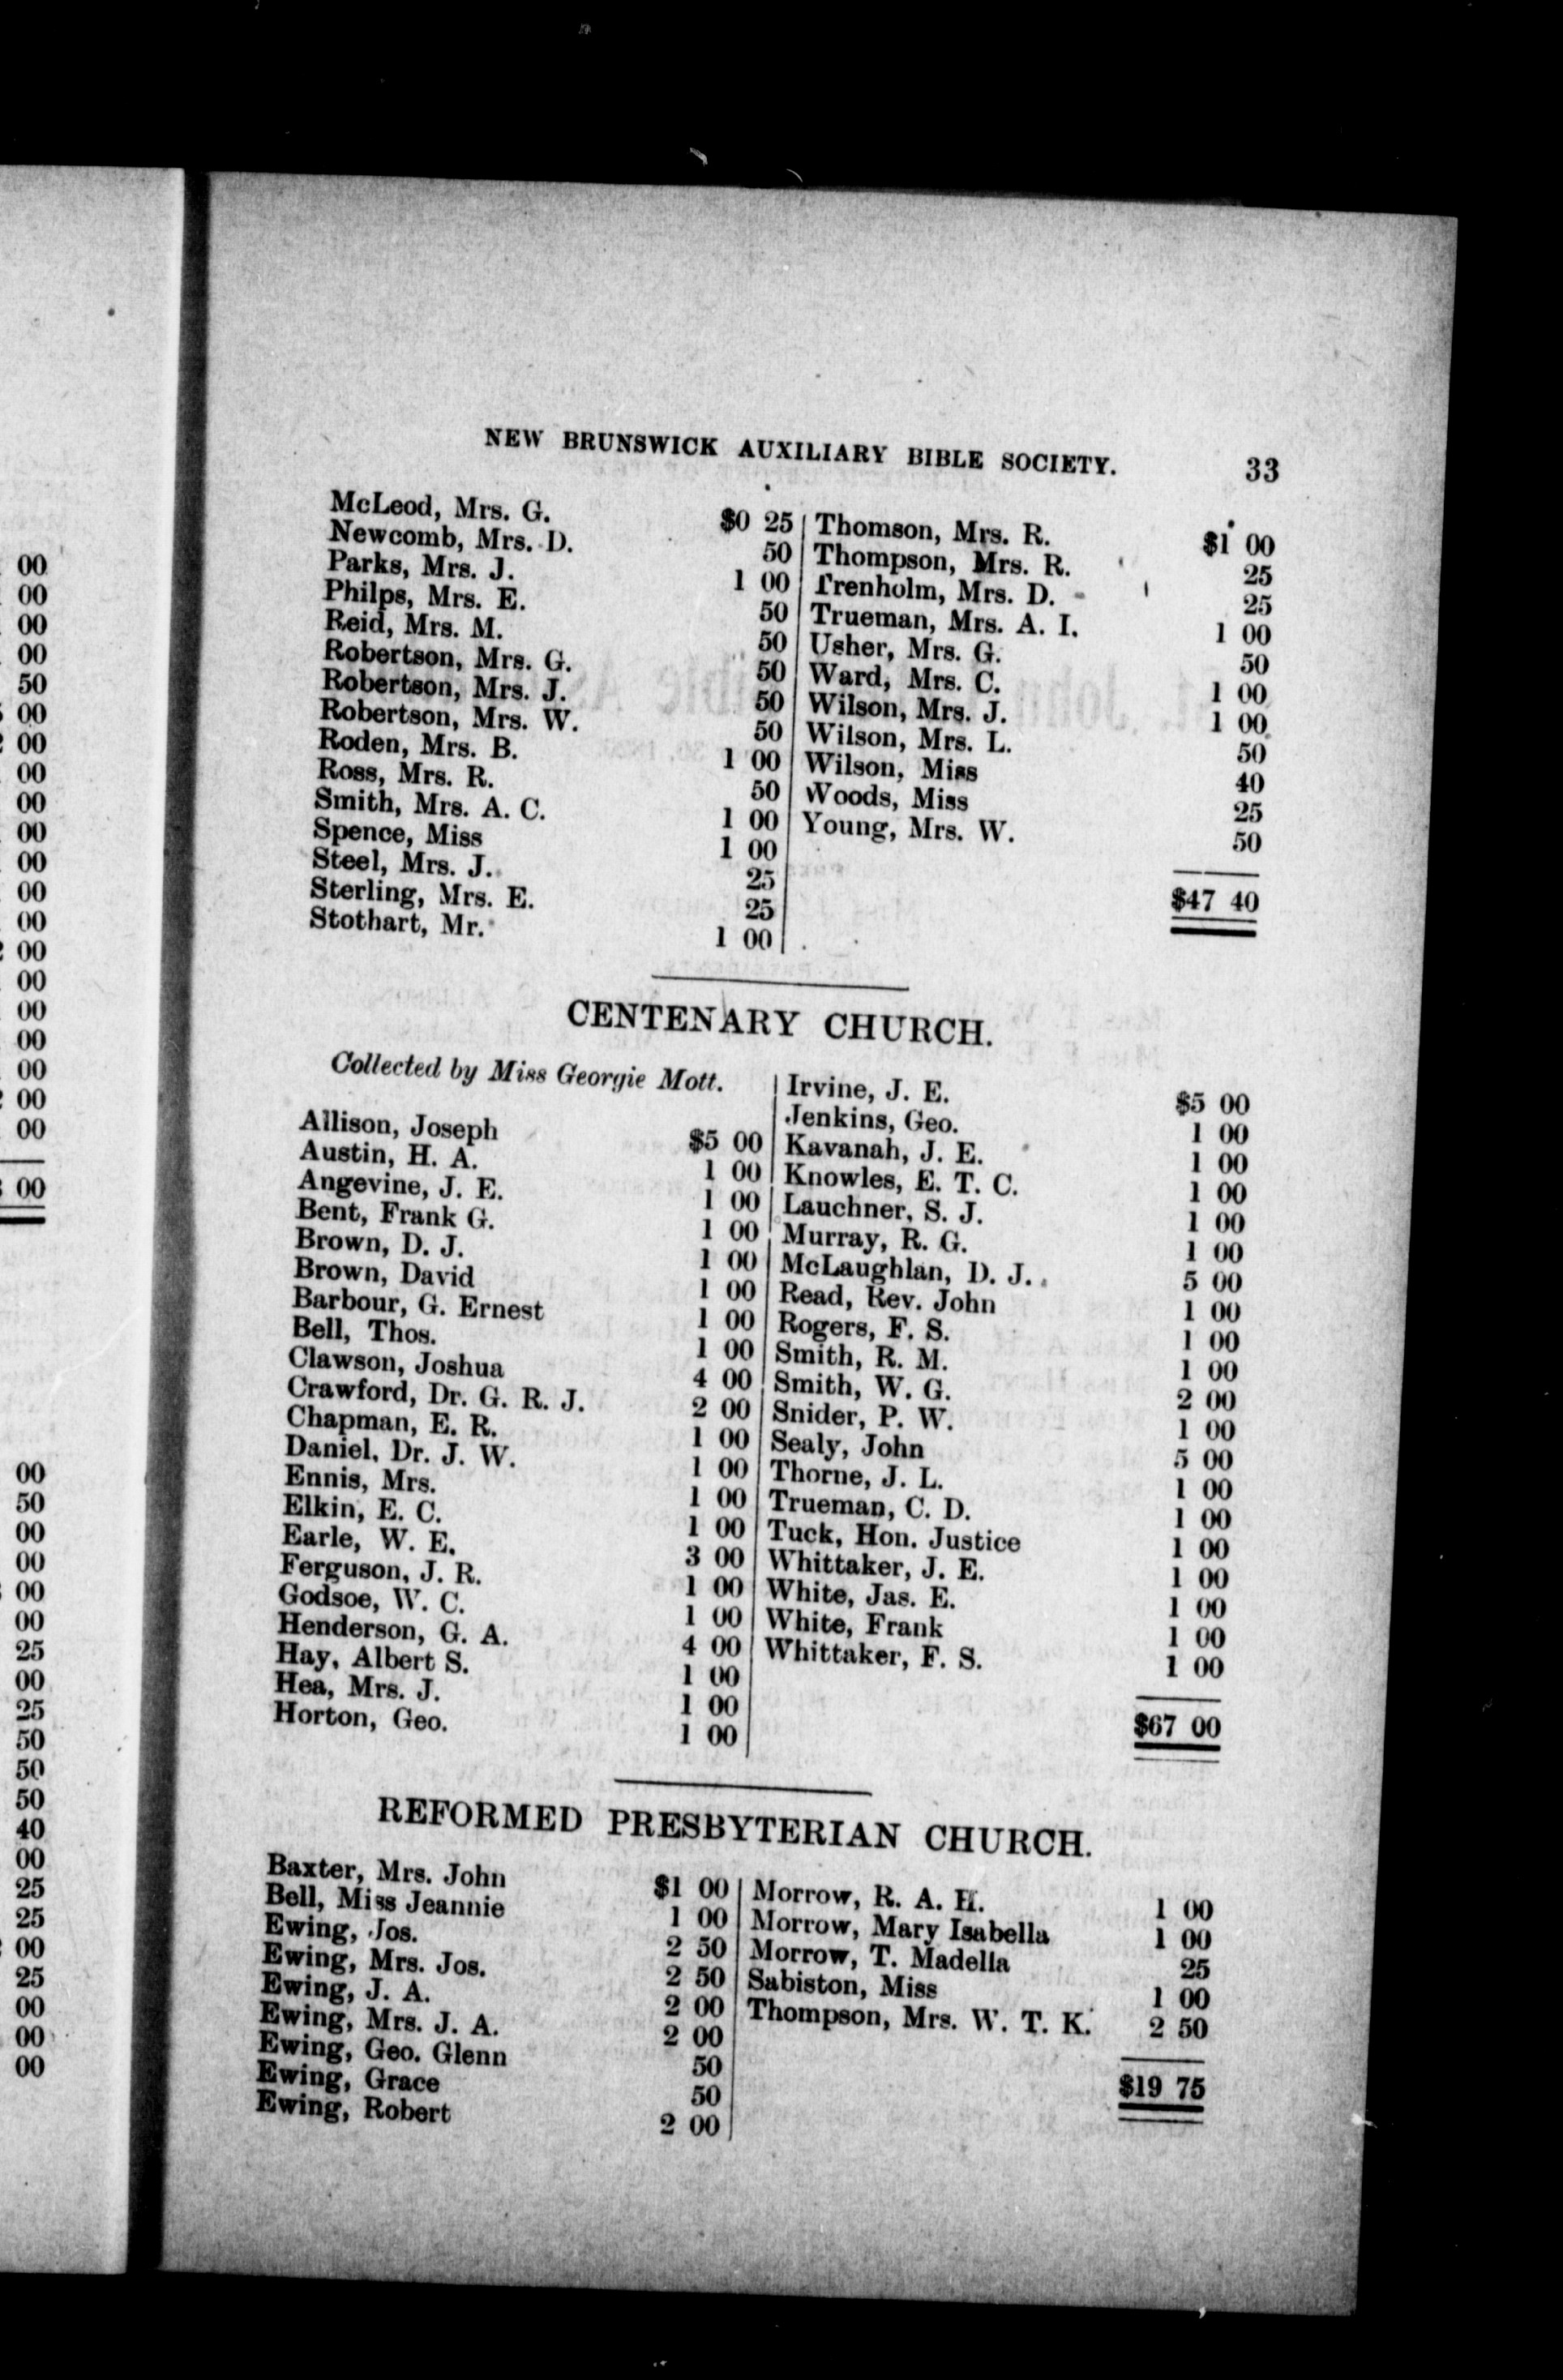 NEW BRUNSWICK AUXILIARY BIBLE SOCIETY. 33
McLeod, Mrs. G. $0 25
Newcomb, Mrs. D. 50
Parks, Mrs. J. 1 00
Philps, Mrs. E. 50
Reid, Mrs. M. 50
Robertson, Mrs. G. 50
Robertson, Mrs. J. 50
Robertson, Mrs. W. 50
Roden, Mrs. B. 1 00
Ross, Mrs. R. 50
Smith, Mrs. A. C. 1 00
Spence, Miss 1 00
Steel, Mrs. J. 25
Sterling, Mrs. E. 25
Stothart, Mr. 1 00
Thomson, Mrs. R. $1 00
Thompson, Mrs. R. 25
Trenholm, Mrs. D. 25
Trueman, Mrs. A. I. 1 00
Usher, Mrs. G. 50
Ward, Mrs. C. 1 00
Wilson, Mrs. J. 1 00
Wilson, Mrs. L. 50
Wilson, Miss 40
Woods, Miss 25
Young, Mrs. W. 50
$47 40
CENTENARY CHURCH.
Collected by Miss Georgie Mott.
Allison, Joseph $5 00
Austin, H. A. 1 00
Angevine, J. E. 1 00
Bent, Frank G. 1 00
Brown, D. J. 1 00
Brown, David 1 00
Barbour, G. Ernest 1 00
Bell, Thos. 1 00
Clawson, Joshua 4 00
Crawford, Dr. G. R. J. 2 00
Chapman, E. R. 1 00
Daniel, Dr. J. W. 1 00
Ennis, Mrs. 1 00
Elkin, E. C. 1 00
Earle, W. E. 3 00
Ferguson, J. R. 1 00
Godsoe, W. C. 1 00
Henderson, G. A. 4 00
Hay, Albert S. 1 00
Hea, Mrs. J. 1 00
Horton, Geo. 1 00
Irvine, J. E. $5 00
Jenkins, Geo. 1 00
Kavanah, J. E. 1 00
Knowles, E. T. C. 1 00
Lauchner, S. J. 1 00
Murray, R. G. 1 00
McLaughlan, D. J. 5 00
Read, Rev. John 1 00
Rogers, F. S. 1 00
Smith, R. M. 1 00
Smith, W. G. 2 00
Snider, P. W. 1 00
Sealy, John 5 00
Thorne, J. L. 1 00
Trueman, C. D. 1 00
Tuck, Hon. Justice 1 00
Whittaker, J. E. 1 00
White, Jas. E. 1 00
White, Frank 1 00
Whittaker, F. S. 1 00
$67 00
REFORMED PRESBYTERIAN CHURCH.
Baxter, Mrs. John $1 00
Bell, Miss Jeannie 1 00
Ewing, Jos. 2 50
Ewing, Mrs. Jos. 2 50
Ewing, J. A. 2 00
Ewing, Mrs. J. A. 2 00
Ewing, Geo. Glenn 50
Ewing, Grace 50
Ewing, Robert 2 00
Morrow, R. A. H. 1 00
Morrow, Mary Isabella 1 00
Morrow, T. Madella 25
Sabiston, Miss 1 00
Thompson, Mrs. W. T. K. 2 50
$19 75